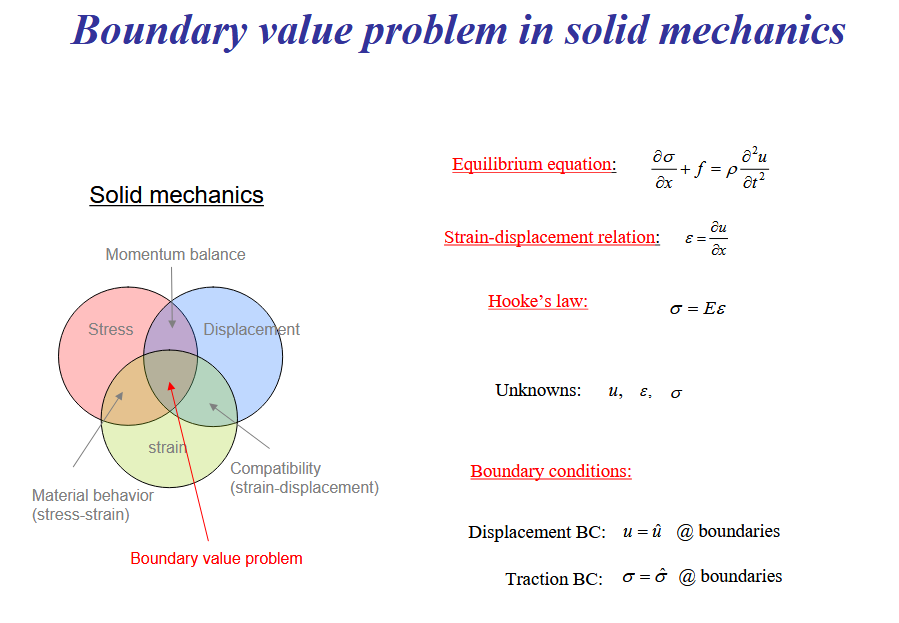 Boundary value problem in solid mechanics
Solid mechanics
Momentum balance
Stress
Displacement
strain
Compatibility
(strain-displacement)
Material behavior
(stress-strain)
Boundary value problem
Equilibrium equation: ∂σ/∂x + f = ρ ∂²u/∂t²
Strain-displacement relation: ε = ∂u/∂x
Hooke’s law: σ = Eε
Unknowns: u, ε, σ
Boundary conditions:
Displacement BC: u = û @ boundaries
Traction BC: σ = σ̂ @ boundaries